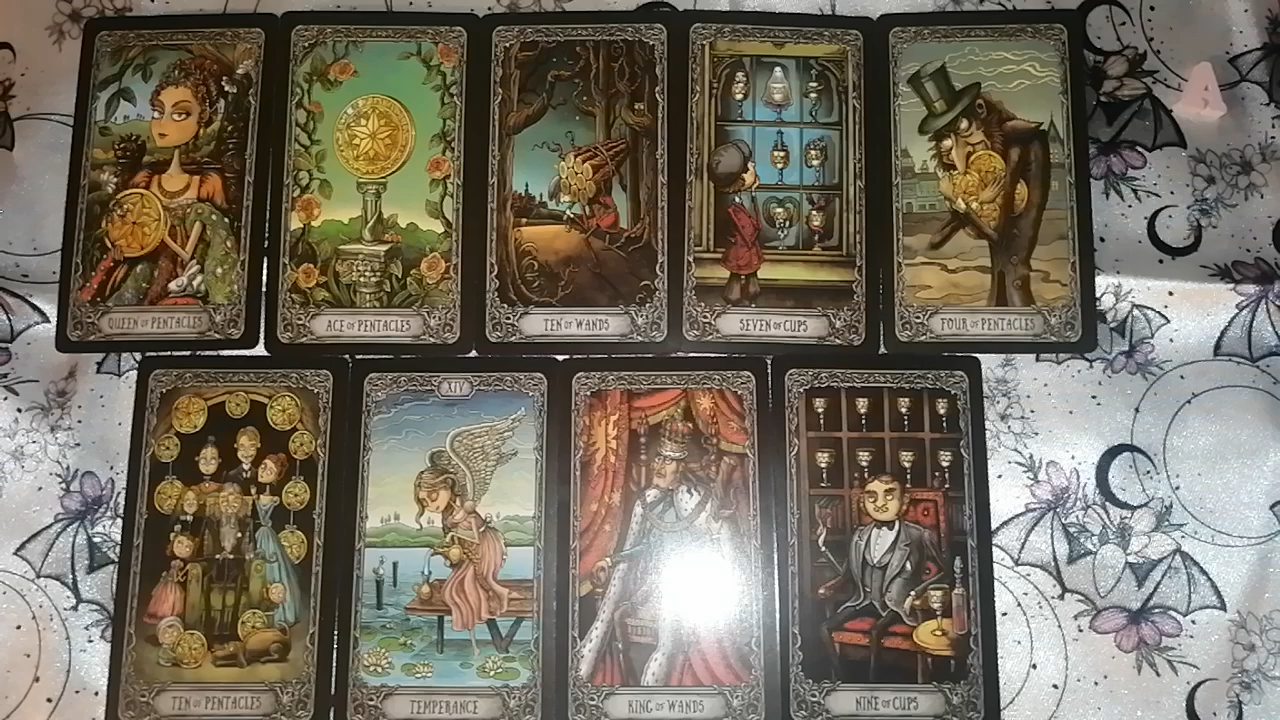 QUEEN OF PENTACLES
ACE OF PENTACLES
TEN OF WANDS
SEVEN OF CUPS
FOUR OF PENTACLES
XIV
TEN OF PENTACLES
TEMPERANCE
KING OF WANDS
NINE OF CUPS